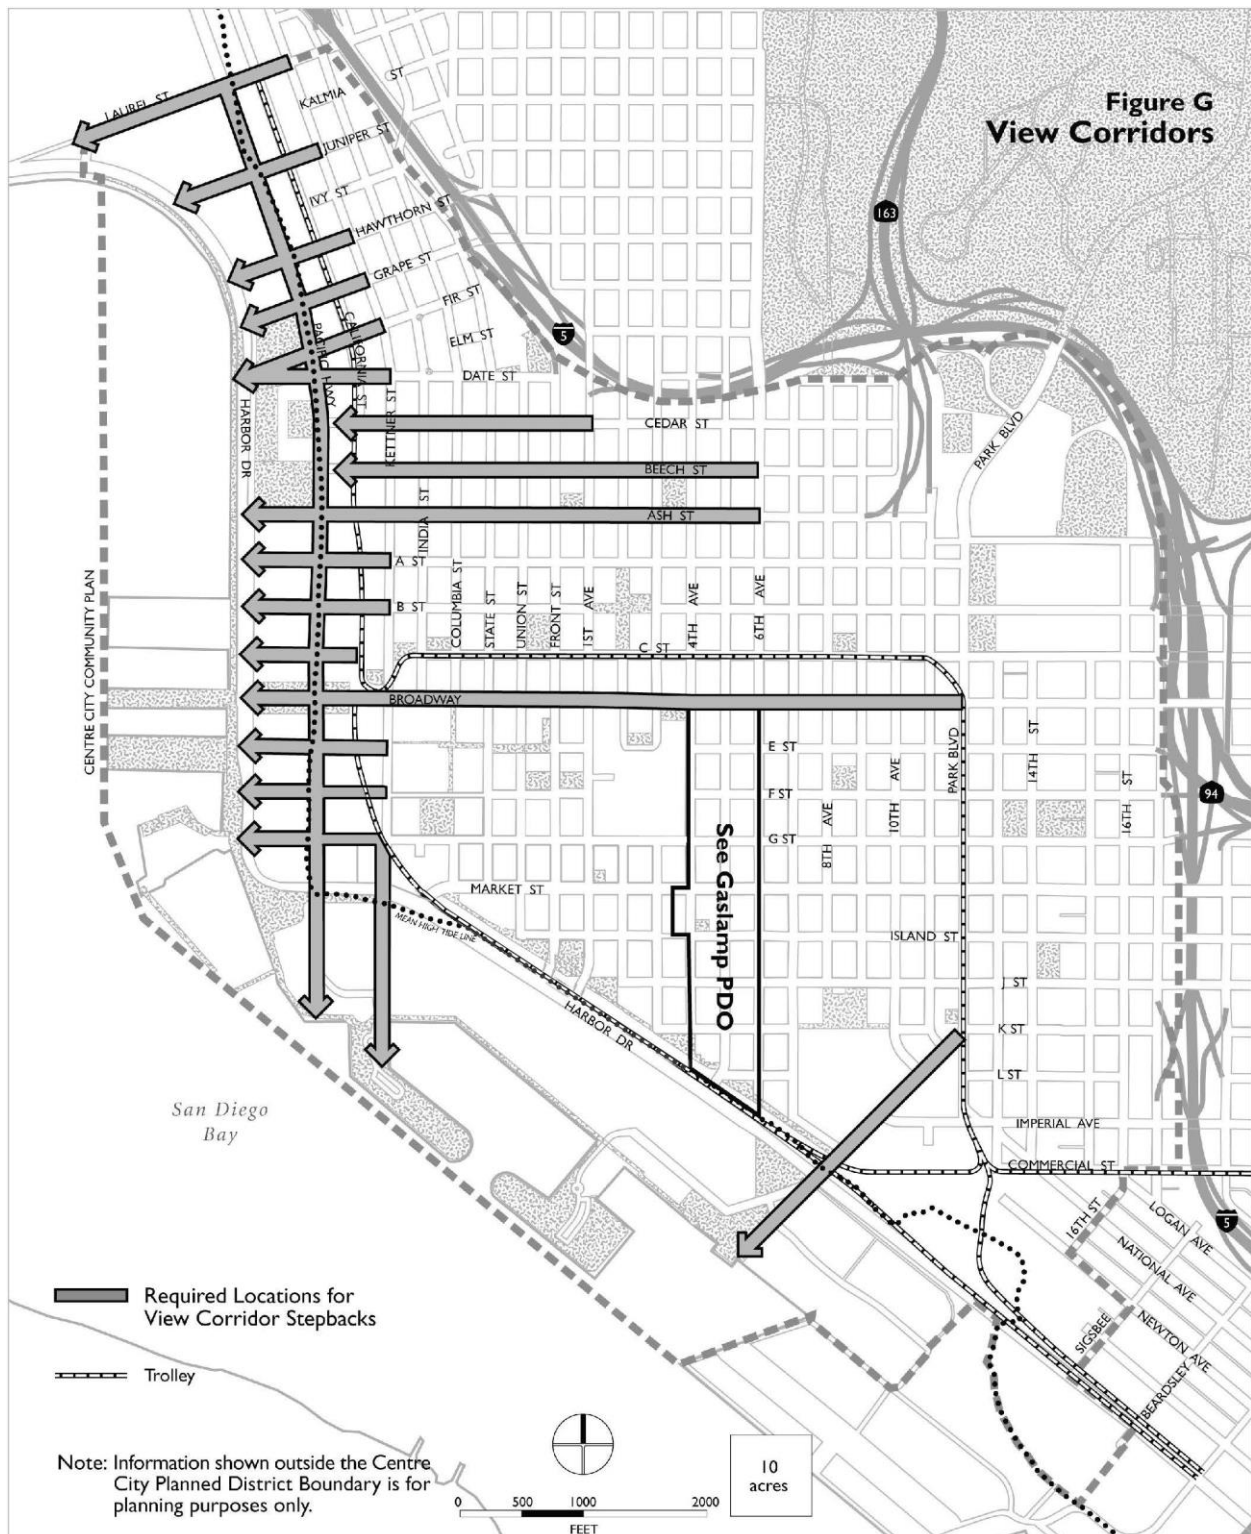 Figure G
View Corridors
LAUREL ST
KALMIA
ST
JUNIPER ST
IVY ST
HAWTHORN ST
GRAPE ST
FIR ST
ELM ST
DATE ST
CEDAR ST
BEECH ST
ASH ST
A ST
B ST
C ST
BROADWAY
PACIFIC HWY
CALIFORNIA ST
KETTNER ST
HARBOR DR
INDIA ST
COLUMBIA ST
STATE ST
UNION ST
FRONT ST
1ST AVE
4TH AVE
6TH AVE
163
5
PARK BLVD
CENTRE CITY COMMUNITY PLAN
E ST
F ST
G ST
8TH AVE
10TH AVE
PARK BLVD
14TH ST
16TH ST
94
MARKET ST
MEAN HIGH TIDE LINE
See Gaslamp PDO
ISLAND ST
J ST
K ST
L ST
HARBOR DR
IMPERIAL AVE
COMMERCIAL ST
San Diego
Bay
16TH ST
LOGAN AVE
NATIONAL AVE
NEWTON AVE
SIGSBEE
BEARDSLEY
5
Required Locations for
View Corridor Stepbacks
Trolley
Note: Information shown outside the Centre
City Planned District Boundary is for
planning purposes only.
0 500 1000 2000
FEET
10
acres